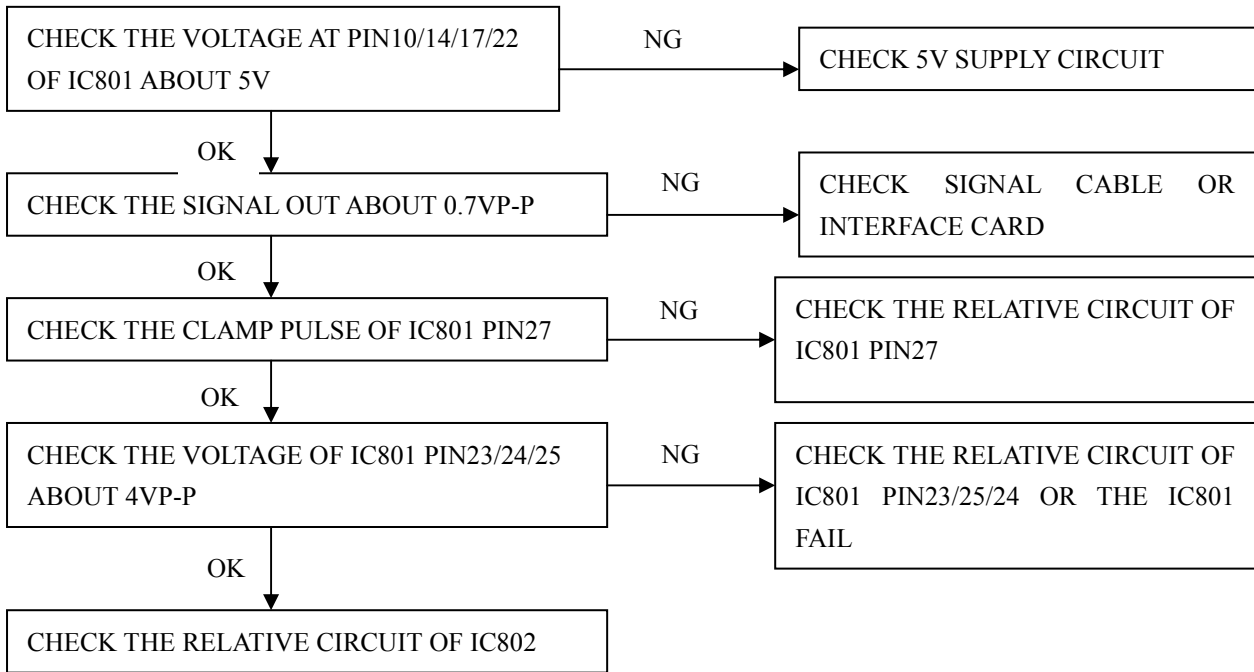 CHECK THE VOLTAGE AT PIN10/14/17/22
OF IC801 ABOUT 5V
NG
CHECK 5V SUPPLY CIRCUIT
OK
CHECK THE SIGNAL OUT ABOUT 0.7VP-P
NG
CHECK SIGNAL CABLE OR
INTERFACE CARD
OK
CHECK THE CLAMP PULSE OF IC801 PIN27
NG
CHECK THE RELATIVE CIRCUIT OF
IC801 PIN27
OK
CHECK THE VOLTAGE OF IC801 PIN23/24/25
ABOUT 4VP-P
NG
CHECK THE RELATIVE CIRCUIT OF
IC801 PIN23/25/24 OR THE IC801
FAIL
OK
CHECK THE RELATIVE CIRCUIT OF IC802